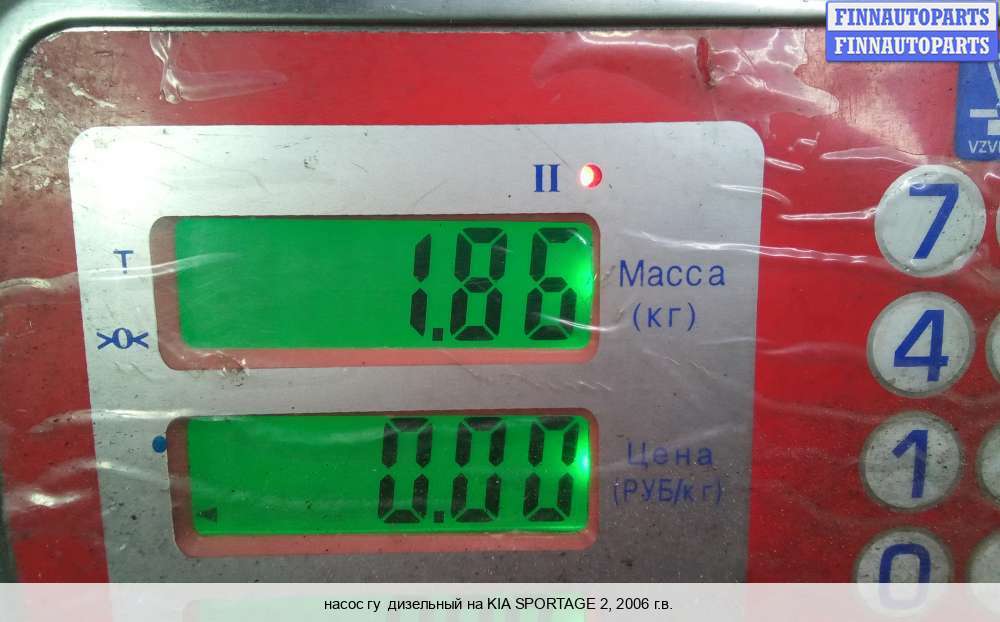 FINNAUTOPARTS
FINNAUTOPARTS
II
7
T
1.86
Масса
(кг)
>0<
4
0.00
Цена
(РУБ/кг)
1
0
насос гу дизельный на KIA SPORTAGE 2, 2006 г.в.